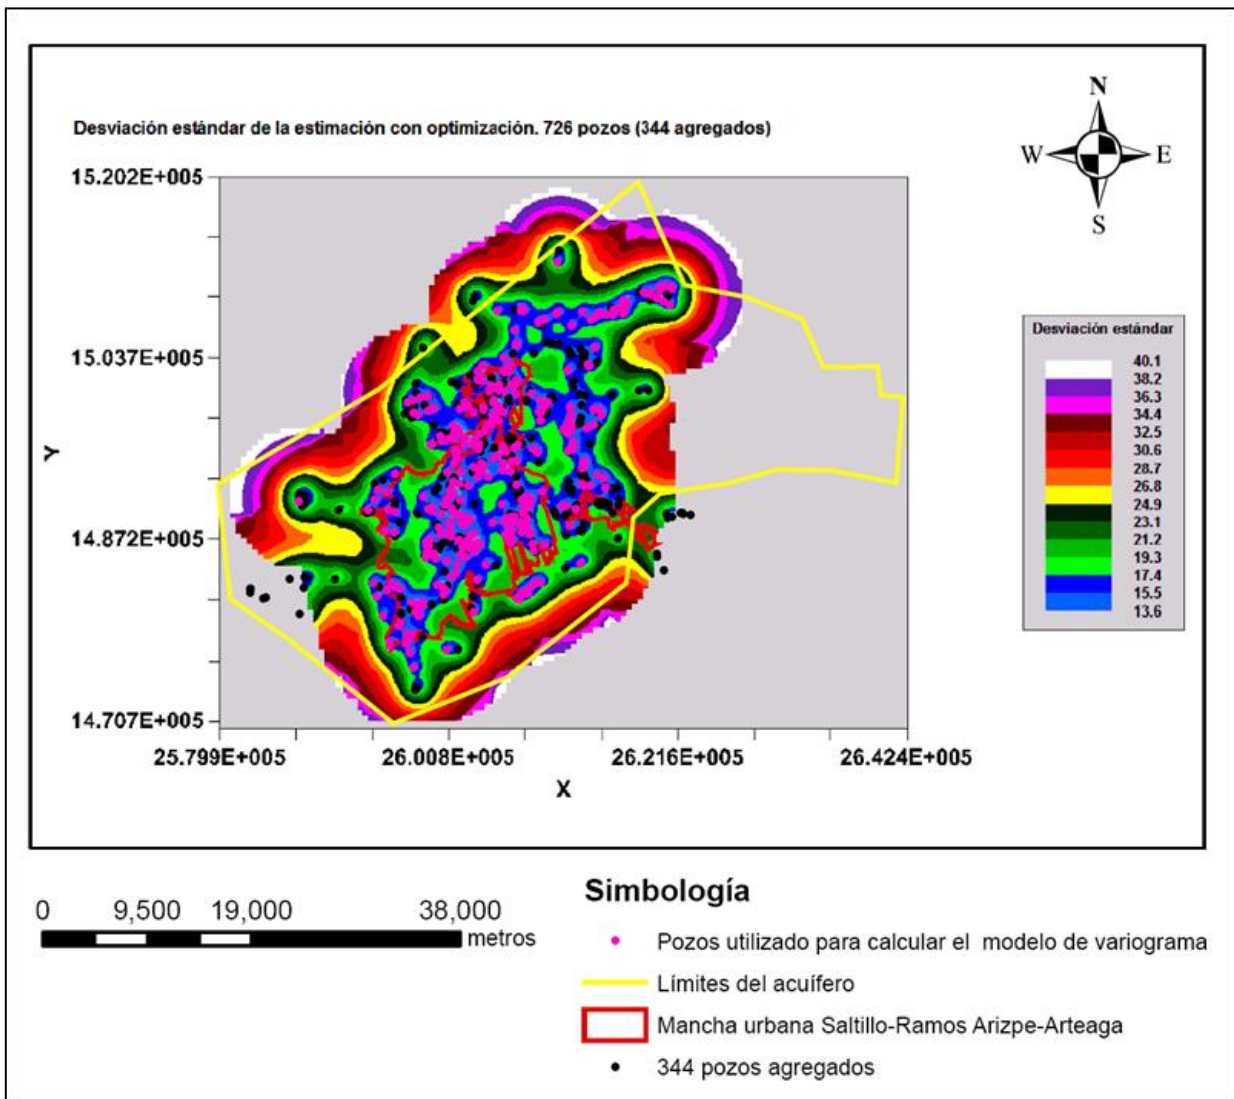 N
W E
S
Desviación estándar de la estimación con optimización. 726 pozos (344 agregados)
15.202E+005
15.037E+005
14.872E+005
14.707E+005
Y
25.799E+005 26.008E+005 26.216E+005 26.424E+005
X
Desviación estándar
40.1
38.2
36.3
34.4
32.5
30.6
28.7
26.8
24.9
23.1
21.2
19.3
17.4
15.5
13.6
0 9,500 19,000 38,000
metros
Simbología
Pozos utilizado para calcular el modelo de variograma
Límites del acuífero
Mancha urbana Saltillo-Ramos Arizpe-Arteaga
344 pozos agregados